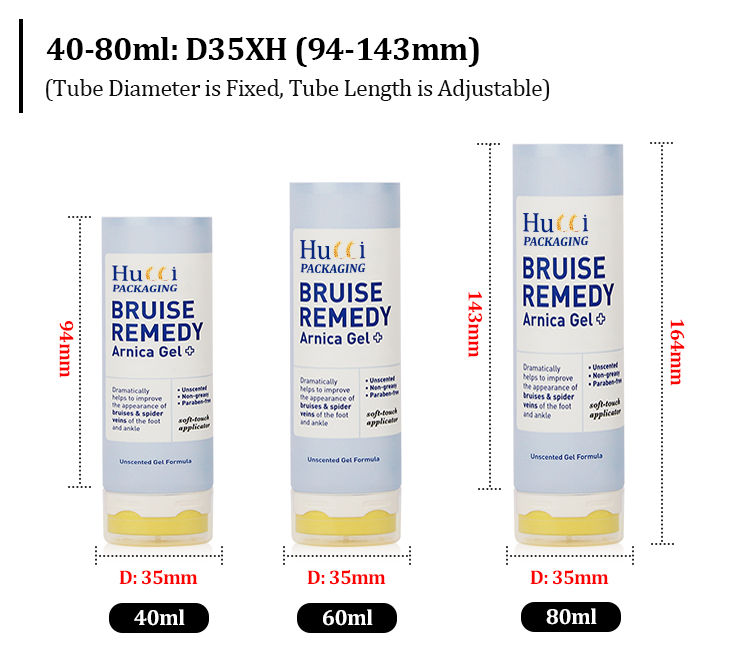 40-80ml: D35XH (94-143mm)
(Tube Diameter is Fixed, Tube Length is Adjustable)
94mm
Hucci
PACKAGING
BRUISE
REMEDY
Arnica Gel +
Dramatically
helps to improve
the appearance of
bruises & spider
veins of the foot
and ankle
• Unscented
• Non-greasy
• Paraben-free
soft-touch
applicator
Unscented Gel Formula
D: 35mm
40ml
Hucci
PACKAGING
BRUISE
REMEDY
Arnica Gel +
Dramatically
helps to improve
the appearance of
bruises & spider
veins of the foot
and ankle
• Unscented
• Non-greasy
• Paraben-free
soft-touch
applicator
Unscented Gel Formula
D: 35mm
60ml
143mm
Hucci
PACKAGING
BRUISE
REMEDY
Arnica Gel +
Dramatically
helps to improve
the appearance of
bruises & spider
veins of the foot
and ankle
• Unscented
• Non-greasy
• Paraben-free
soft-touch
applicator
Unscented Gel Formula
164mm
D: 35mm
80ml